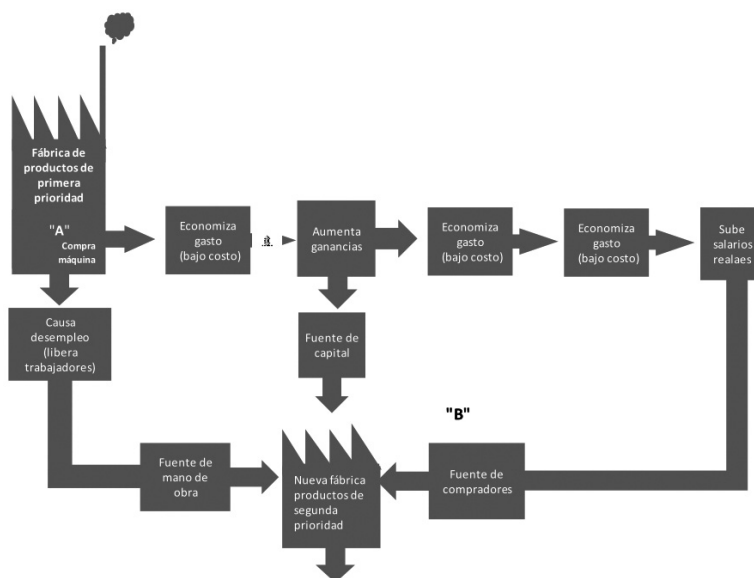 Fábrica de
productos de
primera
prioridad
"A"
Compra
máquina
Economiza
gasto
(bajo costo)
Aumenta
ganancias
Economiza
gasto
(bajo costo)
Economiza
gasto
(bajo costo)
Sube
salarios
realaes
Causa
desempleo
(libera
trabajadores)
Fuente de
capital
"B"
Fuente de
mano de
obra
Nueva fábrica
productos de
segunda
prioridad
Fuente de
compradores